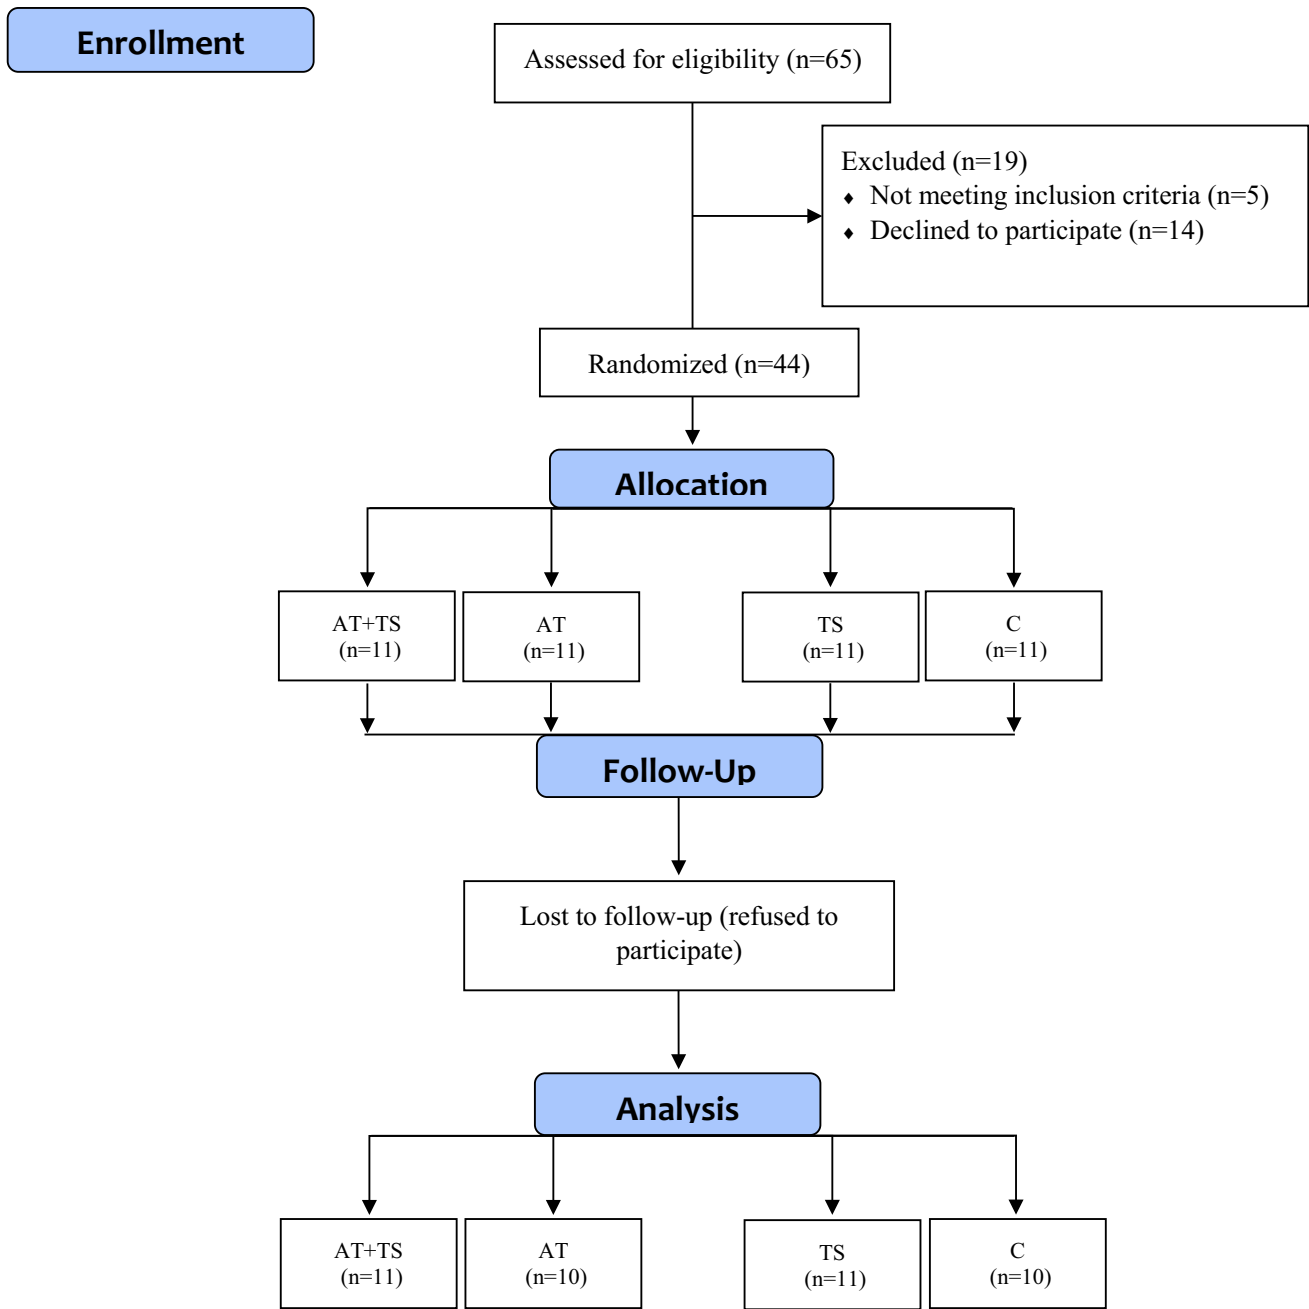 Enrollment
Assessed for eligibility (n=65)
Excluded (n=19)
♦ Not meeting inclusion criteria (n=5)
♦ Declined to participate (n=14)
Randomized (n=44)
Allocation
AT+TS
(n=11)
AT
(n=11)
TS
(n=11)
C
(n=11)
Follow-Up
Lost to follow-up (refused to
participate)
Analysis
AT+TS
(n=11)
AT
(n=10)
TS
(n=11)
C
(n=10)